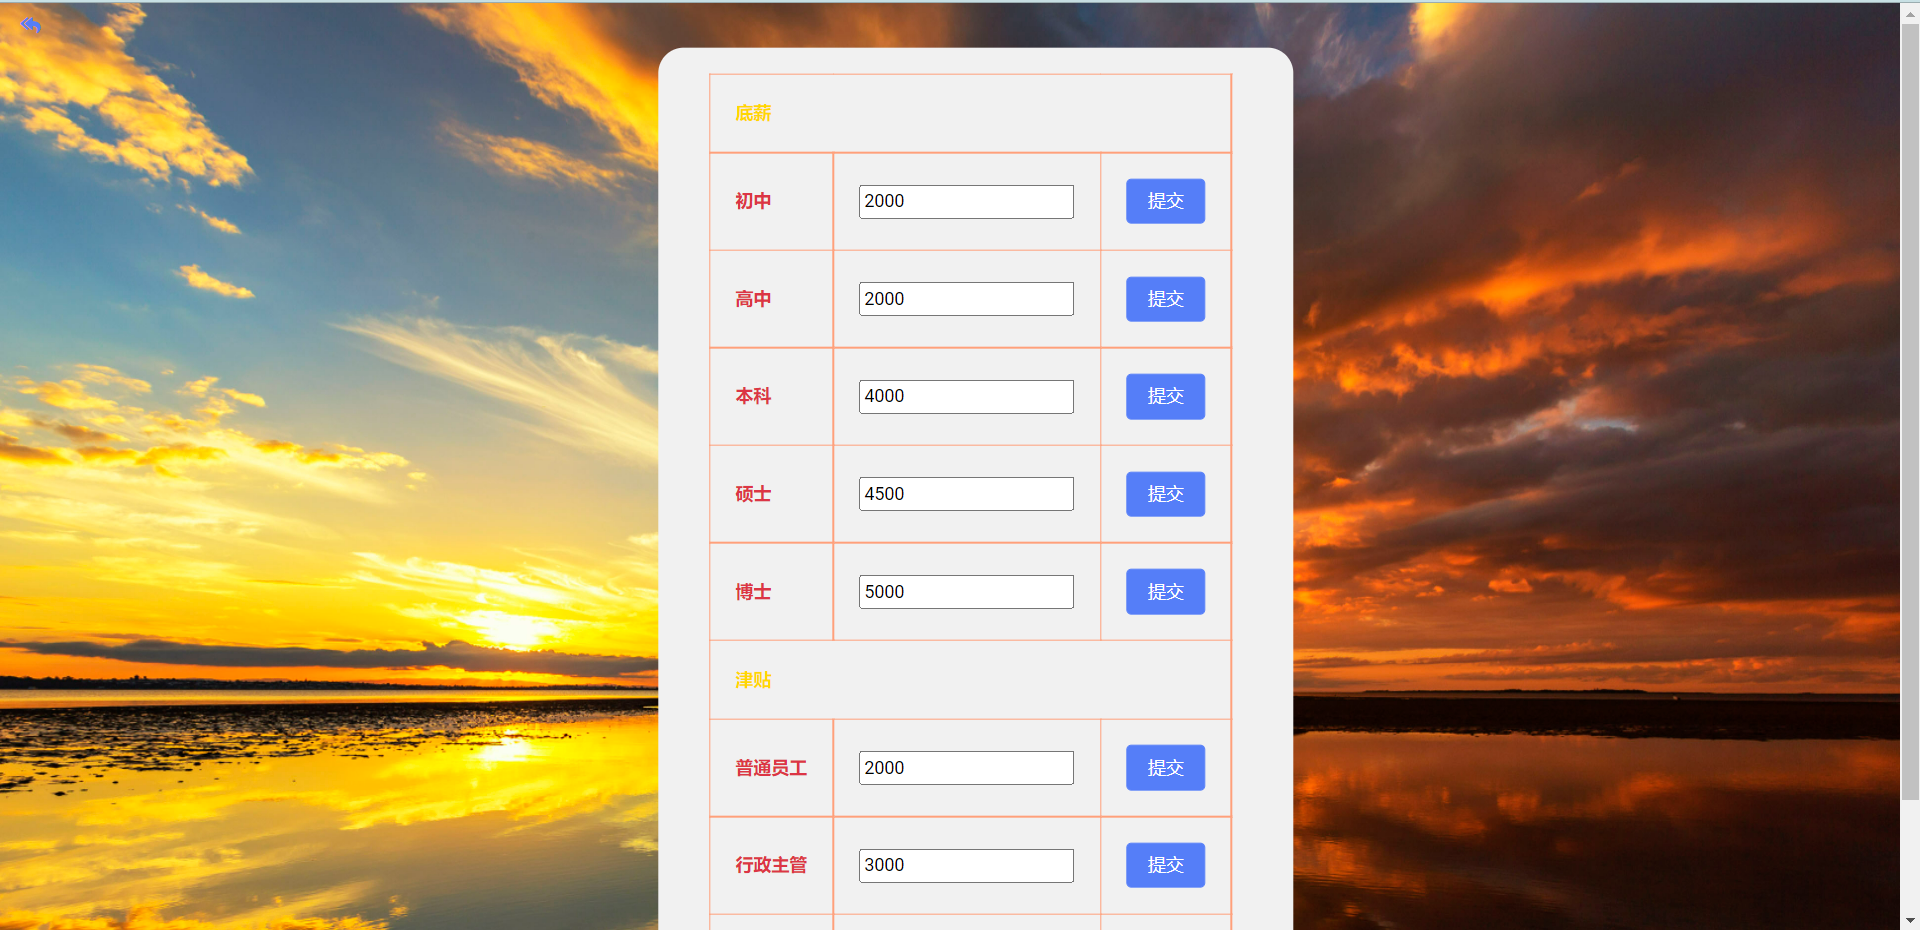 底薪
初中 2000 提交
高中 2000 提交
本科 4000 提交
硕士 4500 提交
博士 5000 提交
津贴
普通员工 2000 提交
行政主管 3000 提交